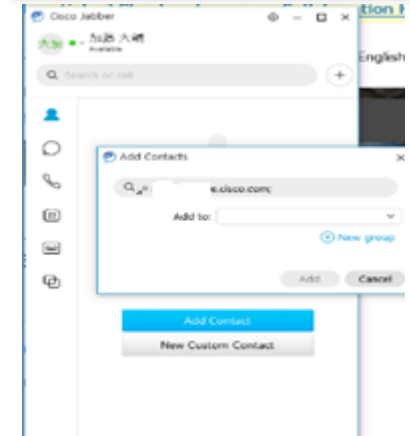 Cisco Jabber
tion
English
Available
Search or call
Add Contacts
e.cisco.com;
Add to:
New group
Add
Cancel
Add Contact
New Custom Contact